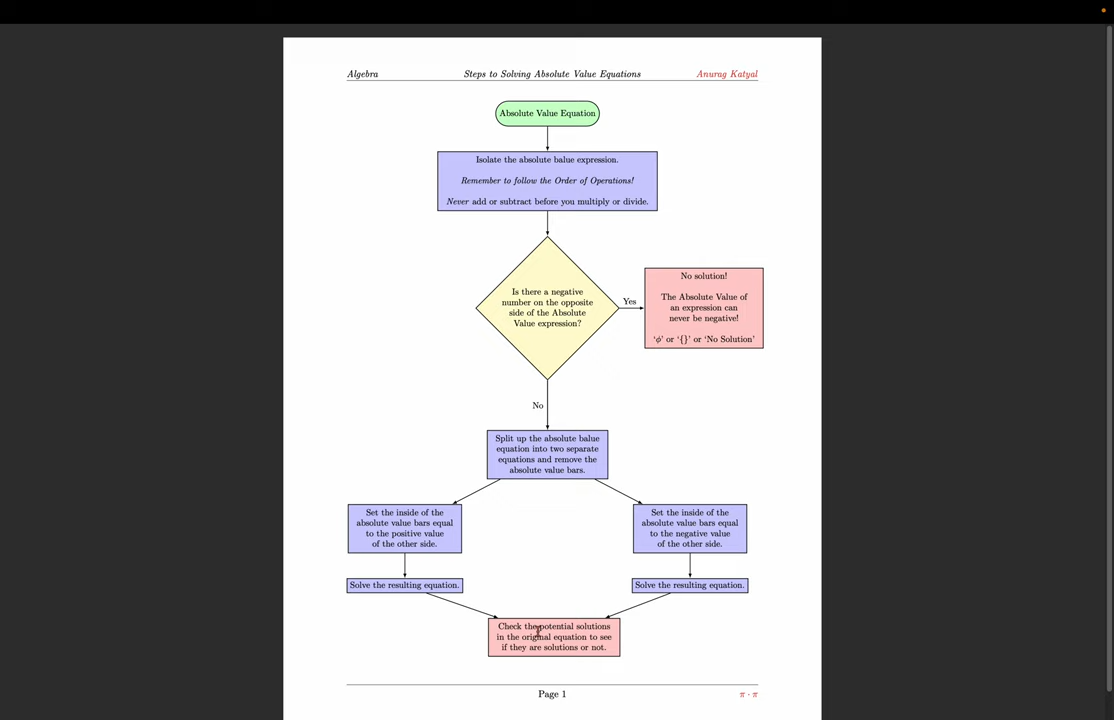 Algebra Steps to Solving Absolute Value Equations Anurag Katyal
Absolute Value Equation
Isolate the absolute balue expression.
Remember to follow the Order of Operations!
Never add or subtract before you multiply or divide.
Is there a negative
number on the opposite
side of the Absolute
Value expression?
Yes
No solution!
The Absolute Value of
an expression can
never be negative!
‘ϕ’ or ‘{}’ or ‘No Solution’
No
Split up the absolute balue
equation into two separate
equations and remove the
absolute value bars.
Set the inside of the
absolute value bars equal
to the positive value
of the other side.
Set the inside of the
absolute value bars equal
to the negative value
of the other side.
Solve the resulting equation.
Solve the resulting equation.
Check the potential solutions
in the original equation to see
if they are solutions or not.
Page 1
π · π